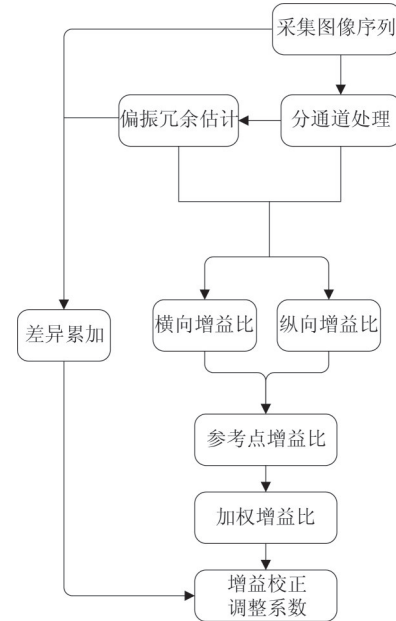 采集图像序列
偏振冗余估计
分通道处理
横向增益比
纵向增益比
差异累加
参考点增益比
加权增益比
增益校正
调整系数